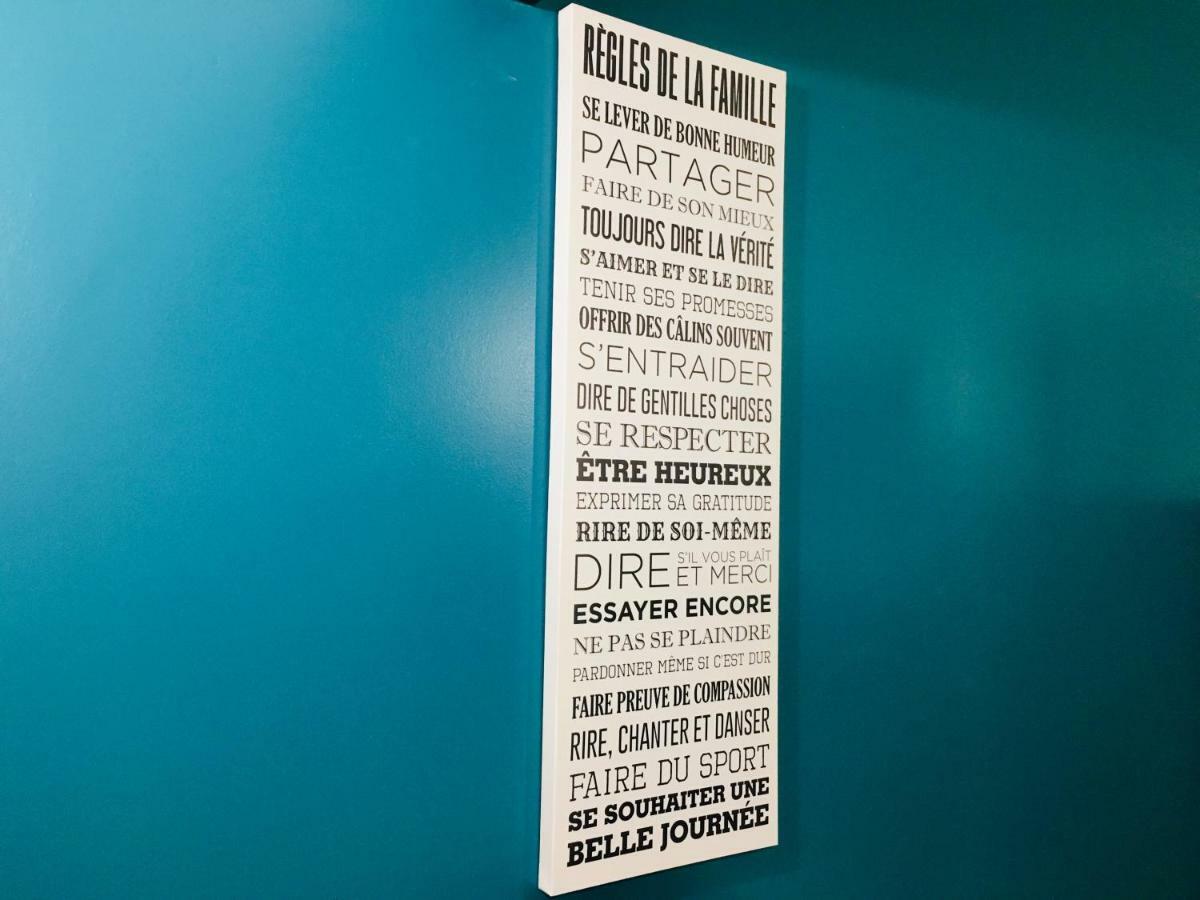 RÈGLES DE LA FAMILLE
SE LEVER DE BONNE HUMEUR
PARTAGER
FAIRE DE SON MIEUX
TOUJOURS DIRE LA VÉRITÉ
S'AIMER ET SE LE DIRE
TENIR SES PROMESSES
OFFRIR DES CÂLINS SOUVENT
S'ENTRAIDER
DIRE DE GENTILLES CHOSES
SE RESPECTER
ÊTRE HEUREUX
EXPRIMER SA GRATITUDE
RIRE DE SOI-MÊME
DIRE S'IL VOUS PLAÎT
ET MERCI
ESSAYER ENCORE
NE PAS SE PLAINDRE
PARDONNER MÊME SI C'EST DUR
FAIRE PREUVE DE COMPASSION
RIRE, CHANTER ET DANSER
FAIRE DU SPORT
SE SOUHAITER UNE
BELLE JOURNÉE